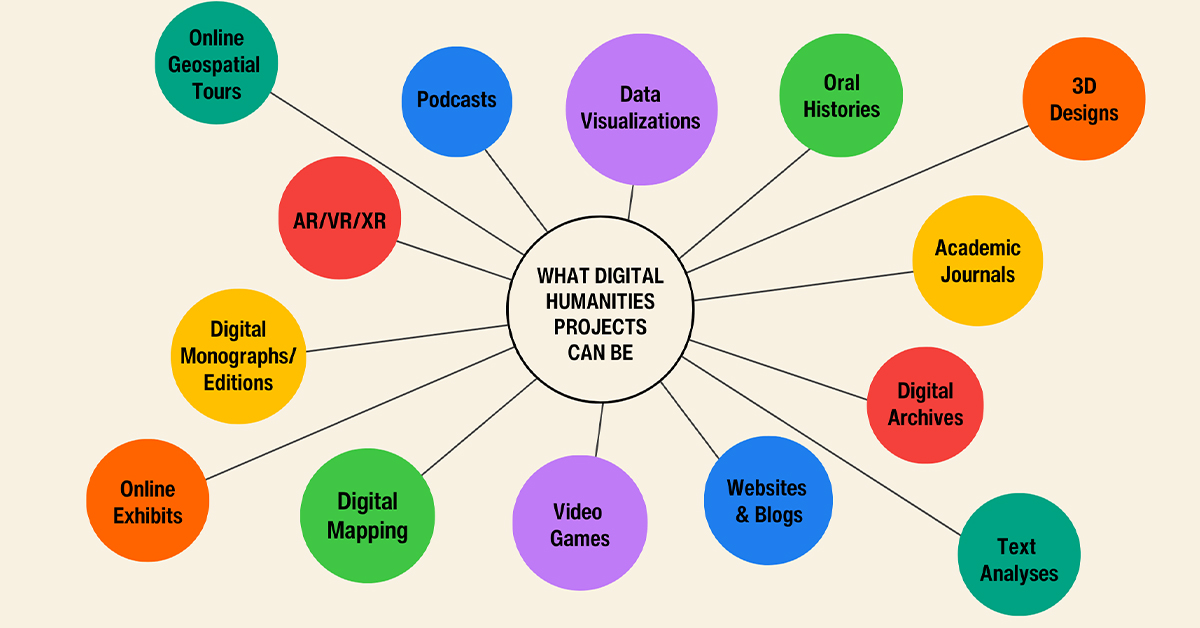 Online
Geospatial
Tours
Podcasts
Data
Visualizations
Oral
Histories
3D
Designs
AR/VR/XR
Academic
Journals
WHAT DIGITAL
HUMANITIES
PROJECTS
CAN BE
Digital
Monographs/
Editions
Digital
Archives
Online
Exhibits
Digital
Mapping
Video
Games
Websites
& Blogs
Text
Analyses